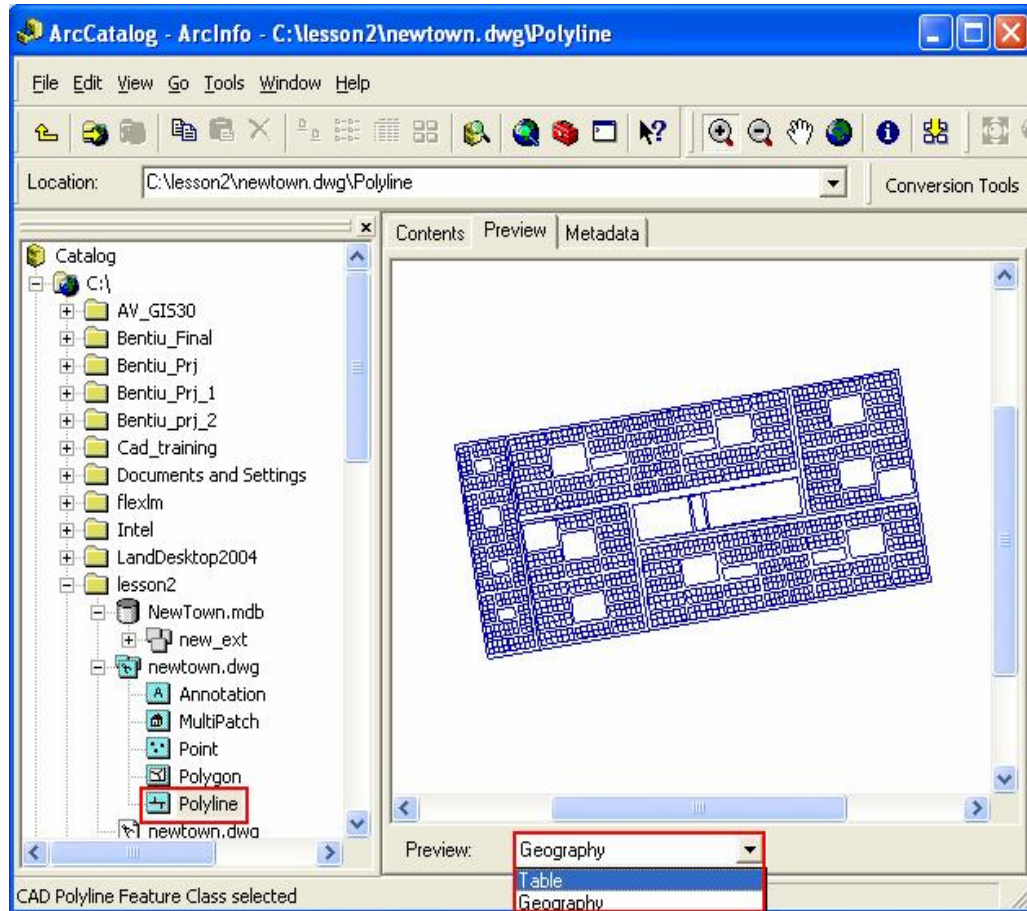 ArcCatalog - ArcInfo - C:\lesson2\newtown.dwg\Polyline
File Edit View Go Tools Window Help
Location: C:\lesson2\newtown.dwg\Polyline Conversion Tools
Contents Preview Metadata
Catalog
C:\
AV_GIS30
Bentiu_Final
Bentiu_Prj
Bentiu_Prj_1
Bentiu_prj_2
Cad_training
Documents and Settings
flexlm
Intel
LandDesktop2004
lesson2
NewTown.mdb
new_ext
newtown.dwg
Annotation
MultiPatch
Point
Polygon
Polyline
newtown.dwg
Preview: Geography
Table
Geography
CAD Polyline Feature Class selected